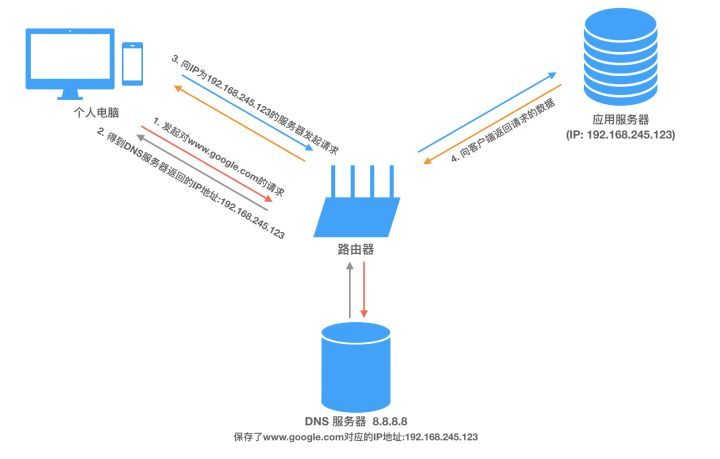 个人电脑
3. 向IP为192.168.245.123的服务器发起请求
1. 发起对www.google.com的请求
2. 得到DNS服务器返回的IP地址:192.168.245.123
应用服务器
(IP: 192.168.245.123)
4. 向客户端返回请求的数据
路由器
DNS 服务器 8.8.8.8
保存了www.google.com对应的IP地址:192.168.245.123